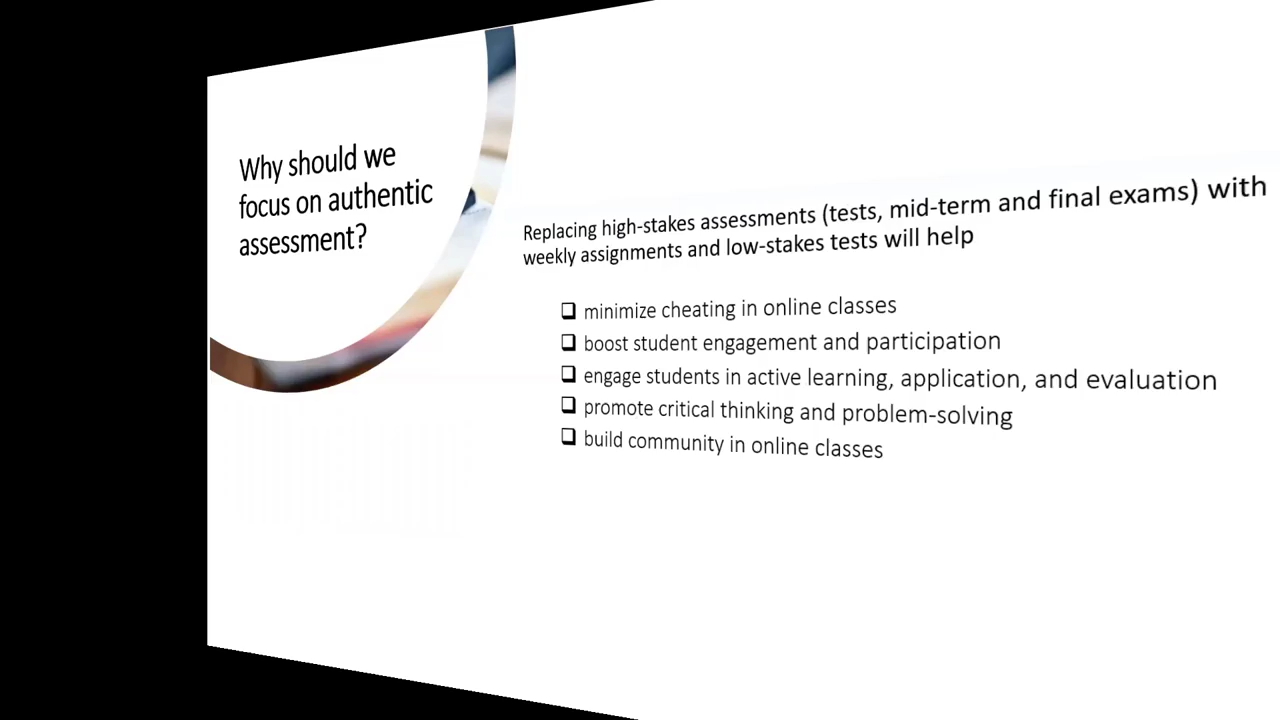 Why should we
focus on authentic
assessment?
Replacing high-stakes assessments (tests, mid-term and final exams) with
weekly assignments and low-stakes tests will help
minimize cheating in online classes
boost student engagement and participation
engage students in active learning, application, and evaluation
promote critical thinking and problem-solving
build community in online classes